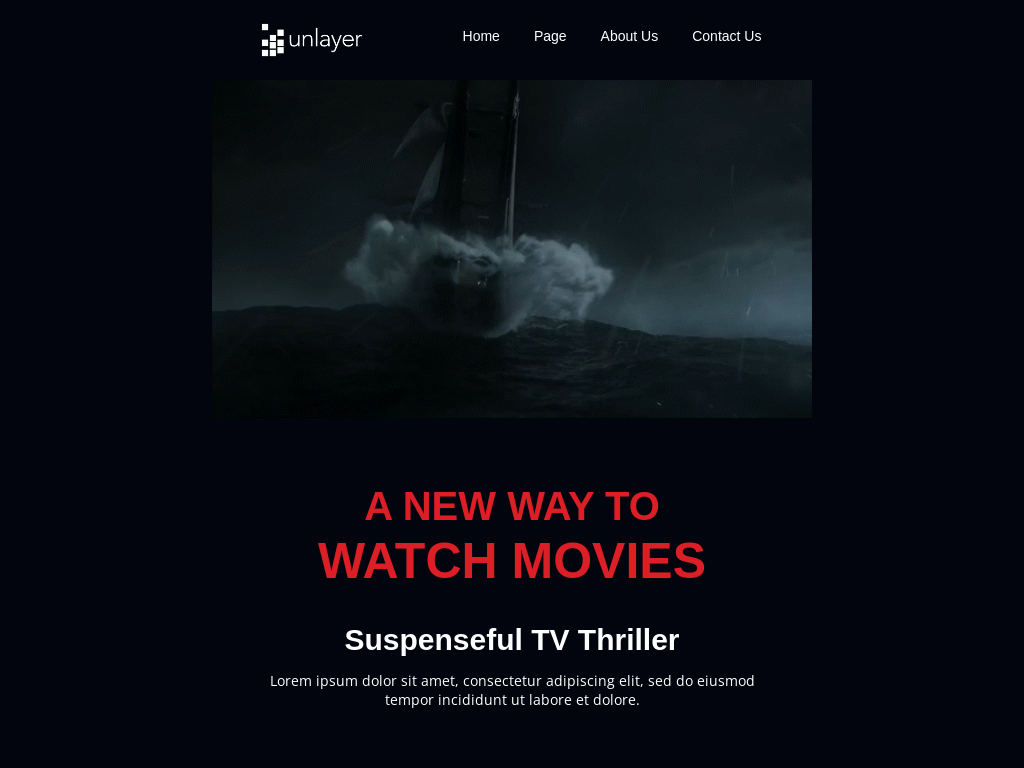 unlayer
Home Page About Us Contact Us
A NEW WAY TO
WATCH MOVIES
Suspenseful TV Thriller
Lorem ipsum dolor sit amet, consectetur adipiscing elit, sed do eiusmod
tempor incididunt ut labore et dolore.